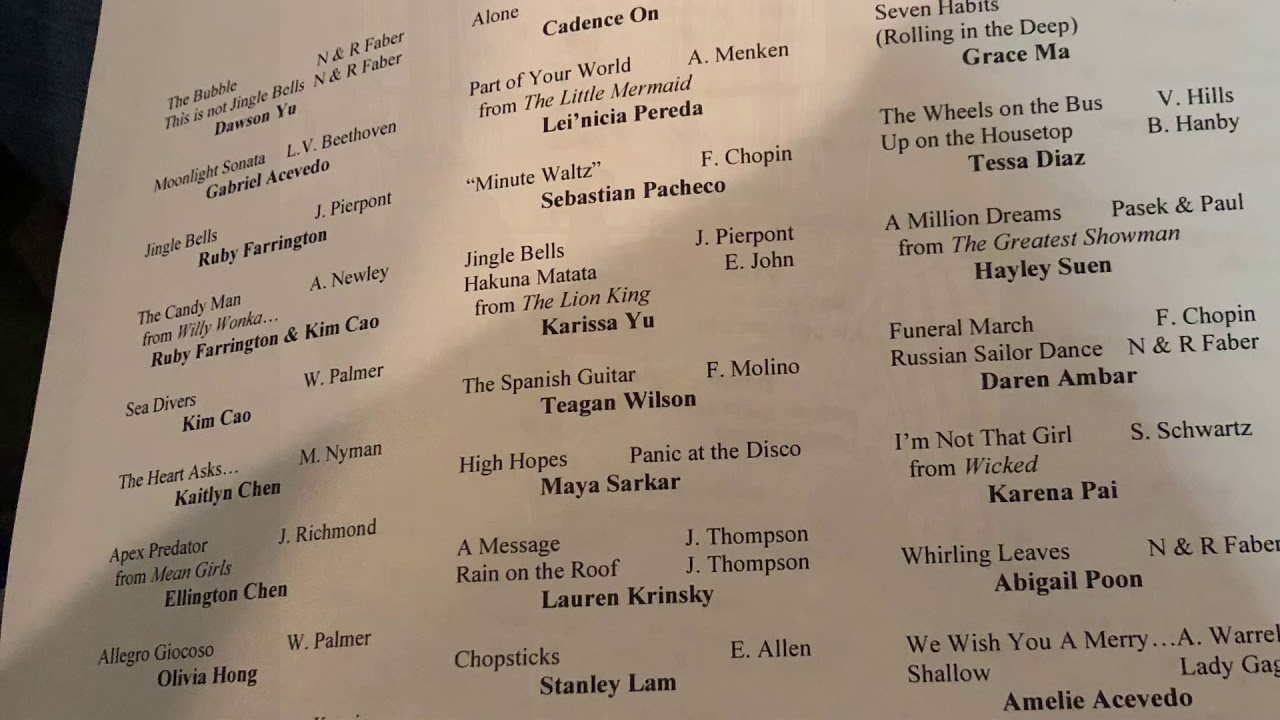 The Bubble N & R Faber
This is not Jingle Bells N & R Faber
Dawson Yu
Moonlight Sonata L.V. Beethoven
Gabriel Acevedo
Jingle Bells J. Pierpont
Ruby Farrington
The Candy Man A. Newley
from Willy Wonka…
Ruby Farrington & Kim Cao
Sea Divers W. Palmer
Kim Cao
The Heart Asks… M. Nyman
Kaitlyn Chen
Apex Predator J. Richmond
from Mean Girls
Ellington Chen
Allegro Giocoso W. Palmer
Olivia Hong
Alone
Cadence On
Part of Your World A. Menken
from The Little Mermaid
Lei’nicia Pereda
“Minute Waltz” F. Chopin
Sebastian Pacheco
Jingle Bells J. Pierpont
Hakuna Matata E. John
from The Lion King
Karissa Yu
The Spanish Guitar F. Molino
Teagan Wilson
High Hopes Panic at the Disco
Maya Sarkar
A Message J. Thompson
Rain on the Roof J. Thompson
Lauren Krinsky
Chopsticks E. Allen
Stanley Lam
Seven Habits
(Rolling in the Deep)
Grace Ma
The Wheels on the Bus V. Hills
Up on the Housetop B. Hanby
Tessa Diaz
A Million Dreams Pasek & Paul
from The Greatest Showman
Hayley Suen
Funeral March F. Chopin
Russian Sailor Dance N & R Faber
Daren Ambar
I’m Not That Girl S. Schwartz
from Wicked
Karena Pai
Whirling Leaves N & R Faber
Abigail Poon
We Wish You A Merry…A. Warrel
Shallow Lady Gag
Amelie Acevedo